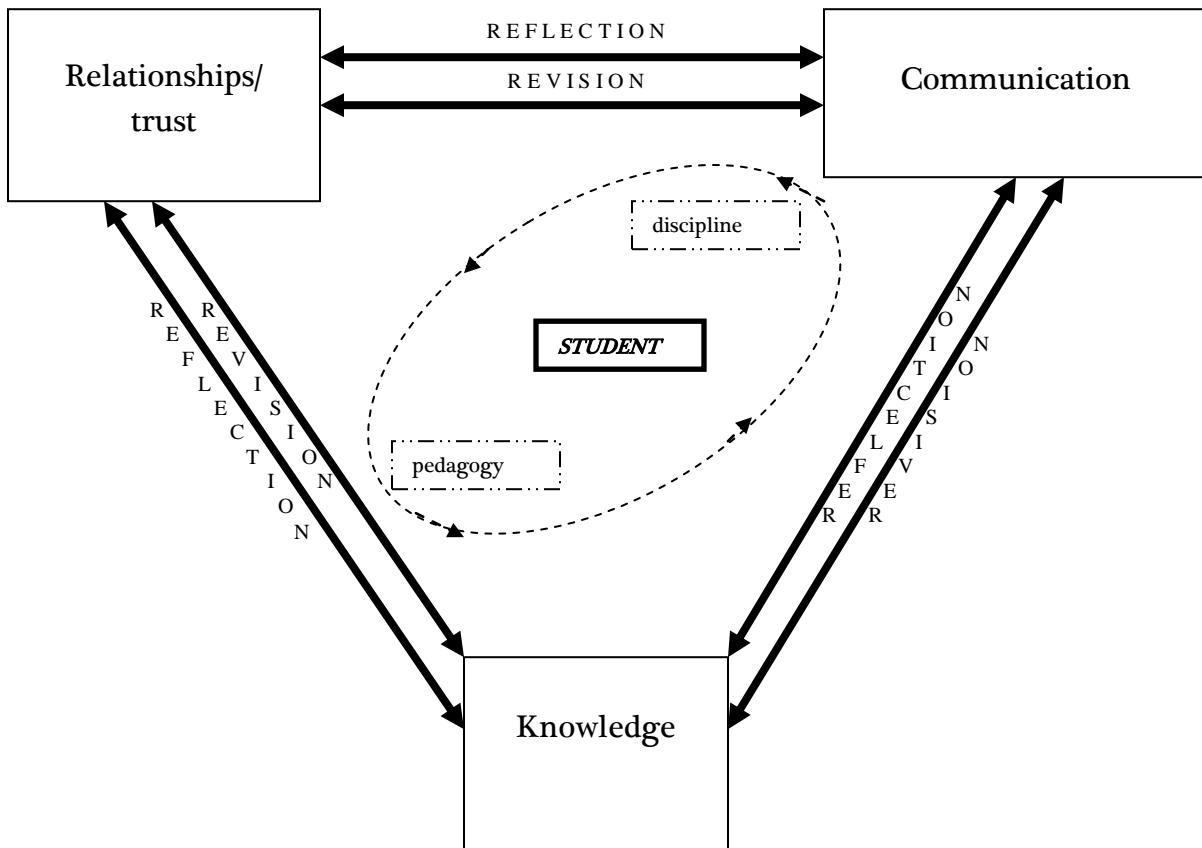 REFLECTION
Relationships/
trust
Communication
REVISION
discipline
STUDENT
REFLECTION
REVISION
REFLECTION
REVISION
pedagogy
Knowledge